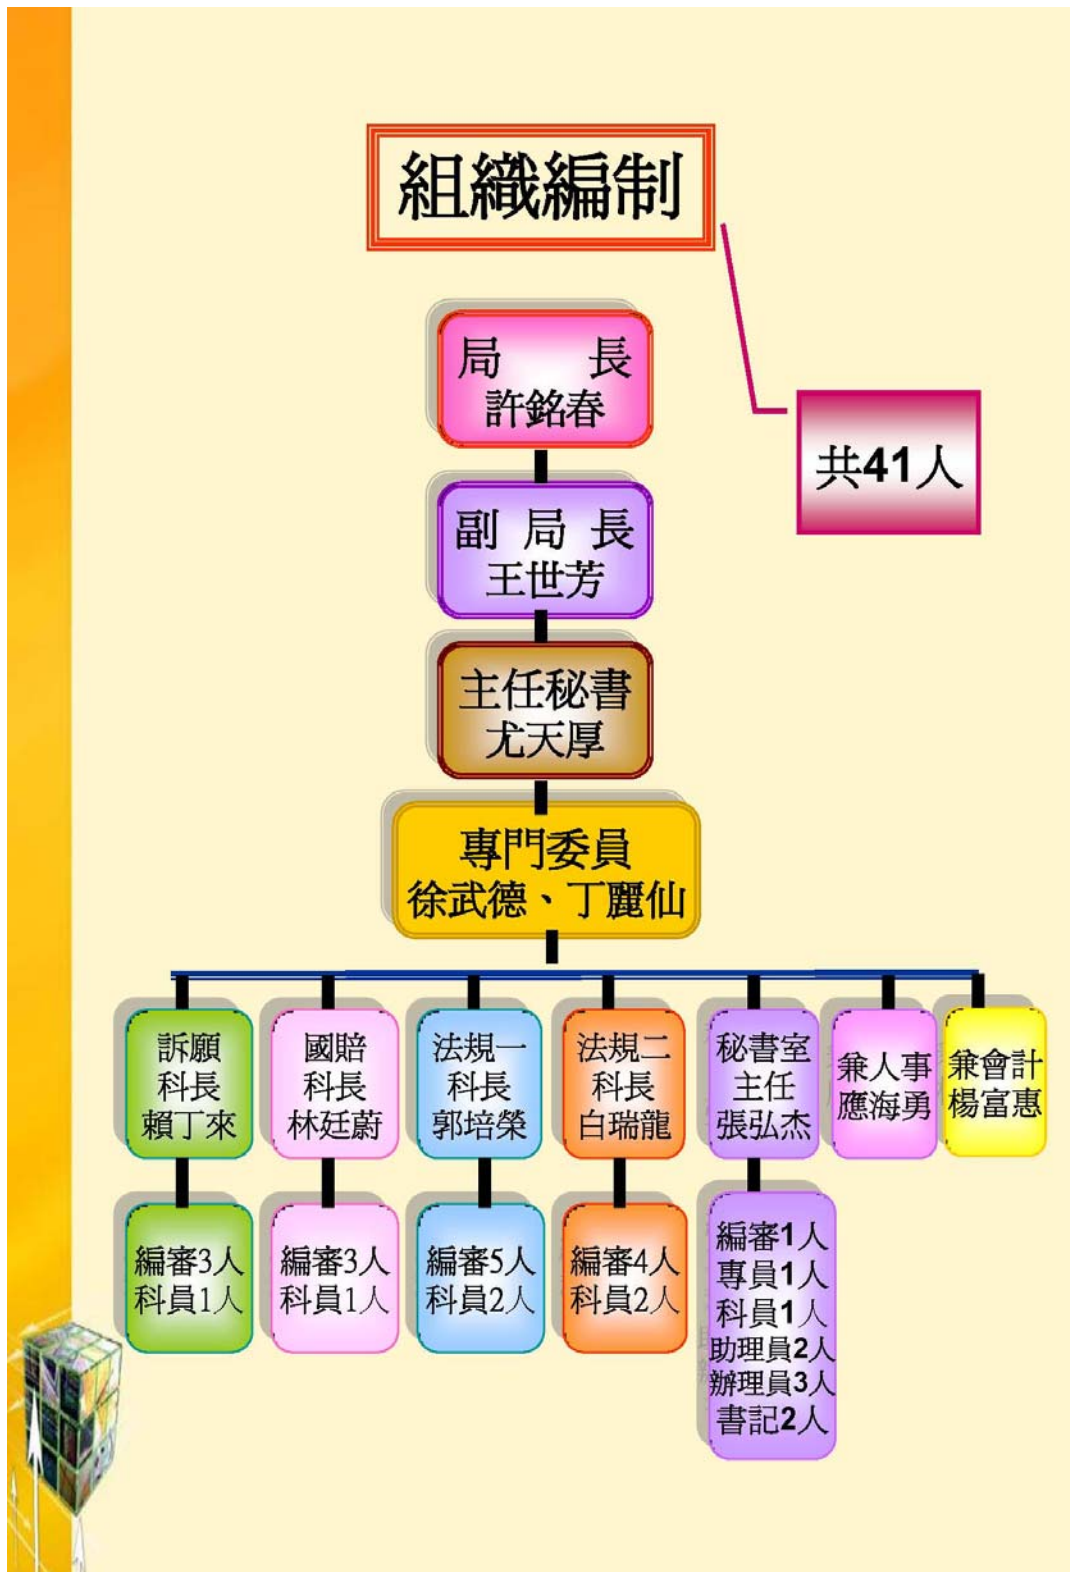 組織編制
共41人
局 長
許銘春
副 局 長
王世芳
主任秘書
尤天厚
專門委員
徐武德、丁麗仙
訴願
科長
賴丁來
國賠
科長
林廷蔚
法規一
科長
郭培榮
法規二
科長
白瑞龍
秘書室
主任
張弘杰
兼人事
應海勇
兼會計
楊富惠
編審3人
科員1人
編審3人
科員1人
編審5人
科員2人
編審4人
科員2人
編審1人
專員1人
科員1人
助理員2人
辦理員3人
書記2人